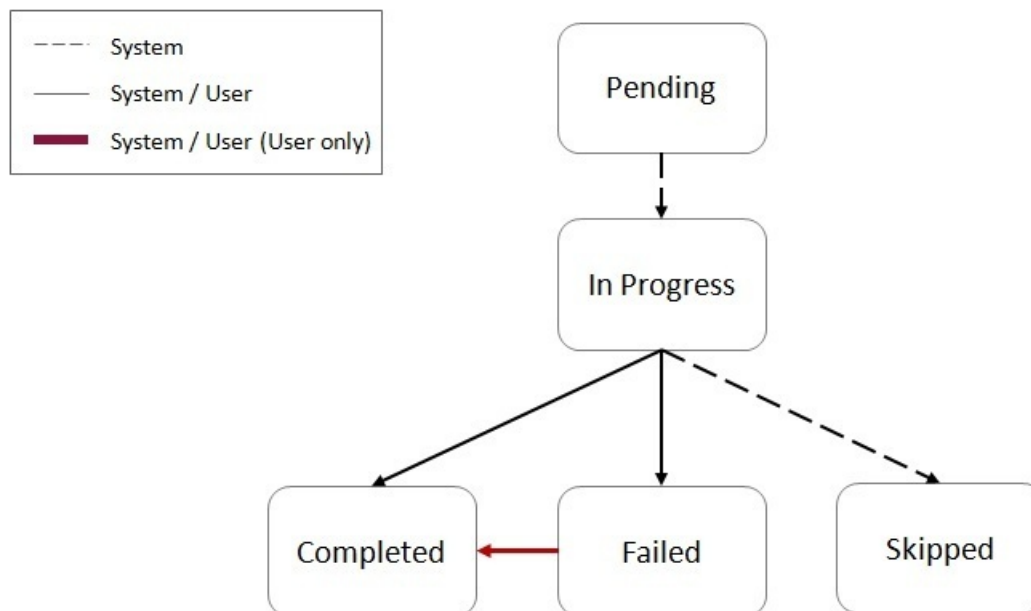 System
System / User
System / User (User only)
Pending
In Progress
Completed
Failed
Skipped